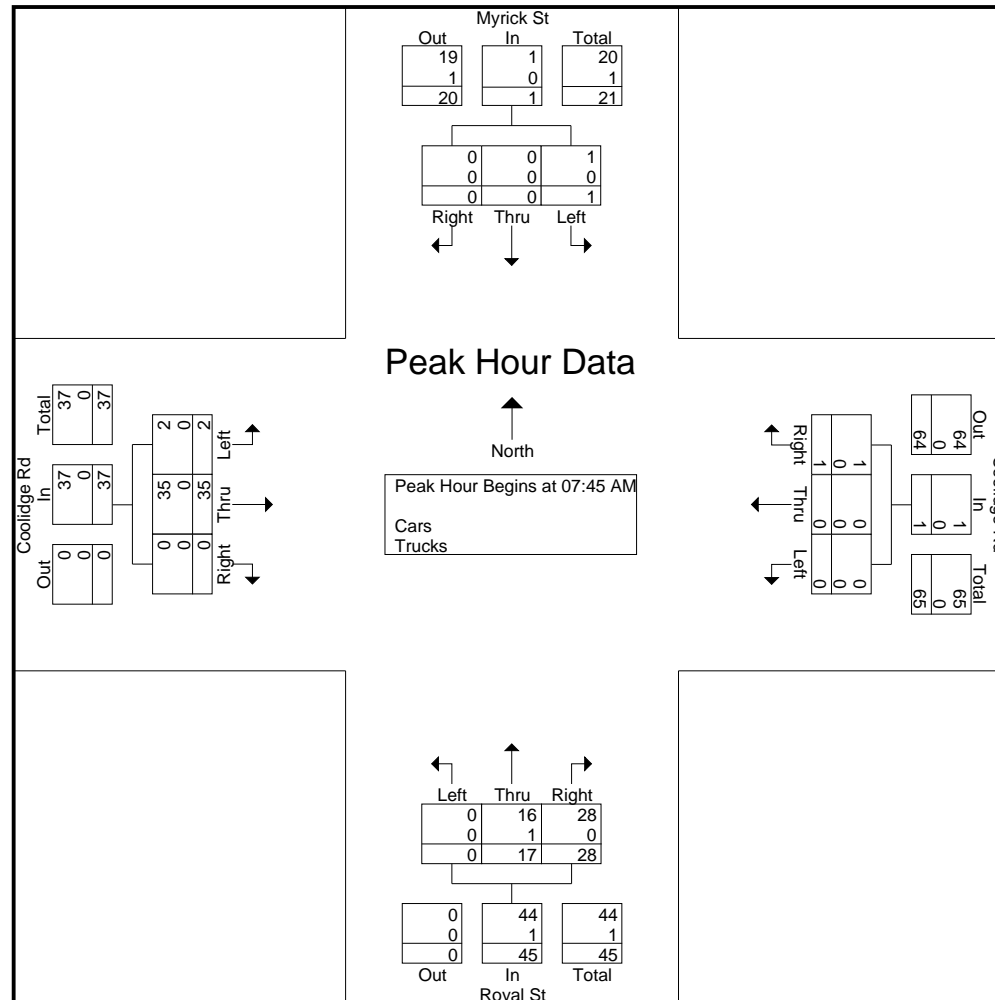 Myrick St
Out In Total
19 1 20
1 0 1
20 1 21
0 0 1
0 0 0
0 0 1
Right Thru Left
Peak Hour Data
North
Peak Hour Begins at 07:45 AM
Cars
Trucks
Coolidge Rd
Total In Out
37 37 0
0 0 0
37 37 0
2 35 0
0 0 0
2 35 0
Left Thru Right
Right Thru Left
1 0 0
0 0 0
1 0 0
Out In Total
64 1 65
0 0 0
64 1 65
Left Thru Right
0 16 28
0 1 0
0 17 28
0 44 44
0 1 1
0 45 45
Out In Total
Royal St